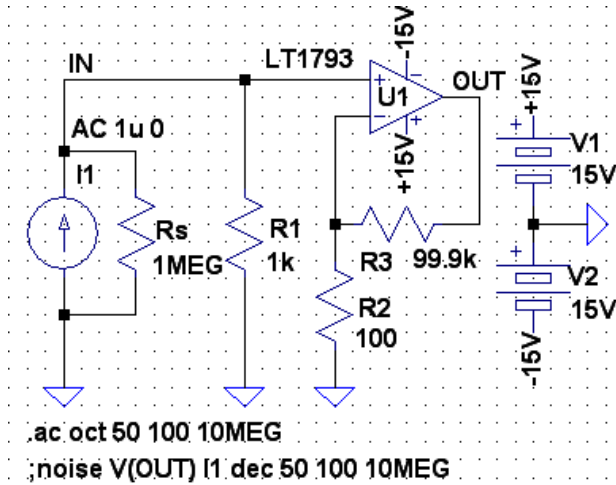 IN
LT1793
-15V
OUT
U1
+15V
+15V
AC 1u 0
I1
Rs
1MEG
R1
1k
R3
99.9k
R2
100
V1
15V
V2
15V
-15V
.ac oct 50 100 10MEG
;noise V(OUT) I1 dec 50 100 10MEG